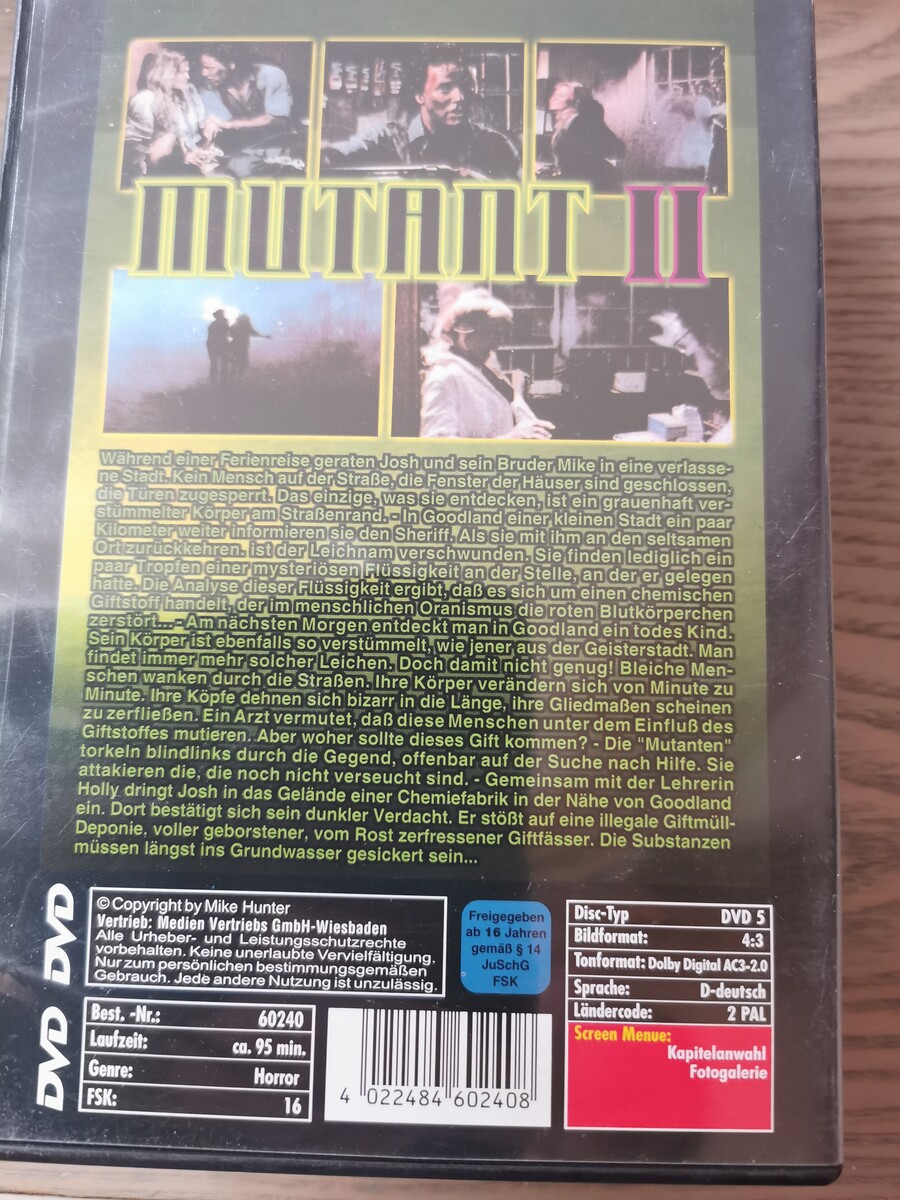 MUTANT II
Während einer Ferienreise geraten Josh und sein Bruder Mike in eine verlasse-
ne Stadt. Kein Mensch auf der Straße, die Fenster der Häuser sind geschlossen,
die Türen zugesperrt. Das einzige, was sie entdecken, ist ein grauenhaft ver-
stümmelter Körper am Straßenrand. - In Goodland einer kleinen Stadt ein paar
Kilometer weiter informieren sie den Sheriff. Als sie mit ihm an den seltsamen
Ort zurückkehren. ist der Leichnam verschwunden. Sie finden lediglich ein
paar Tropfen einer mysteriösen Flüssigkeit an der Stelle, an der er gelegen
hatte. Die Analyse dieser Flüssigkeit ergibt, daß es sich um einen chemischen
Giftstoff handelt, der im menschlichen Oranismus die roten Blutkörperchen
zerstört... - Am nächsten Morgen entdeckt man in Goodland ein todes Kind.
Sein Körper ist ebenfalls so verstümmelt, wie jener aus der Geisterstadt. Man
findet immer mehr solcher Leichen. Doch damit nicht genug! Bleiche Men-
schen wanken durch die Straßen. Ihre Körper verändern sich von Minute zu
Minute. Ihre Köpfe dehnen sich bizarr in die Länge, ihre Gliedmaßen scheinen
zu zerfließen. Ein Arzt vermutet, daß diese Menschen unter dem Einfluß des
Giftstoffes mutieren. Aber woher sollte dieses Gift kommen? - Die "Mutanten"
torkeln blindlinks durch die Gegend, offenbar auf der Suche nach Hilfe. Sie
attakieren die, die noch nicht verseucht sind. - Gemeinsam mit der Lehrerin
Holly dringt Josh in das Gelände einer Chemiefabrik in der Nähe von Goodland
ein. Dort bestätigt sich sein dunkler Verdacht. Er stößt auf eine illegale Giftmüll-
Deponie, voller geborstener, vom Rost zerfressener Giftfässer. Die Substanzen
müssen längst ins Grundwasser gesickert sein...
DVD DVD
© Copyright by Mike Hunter
Vertrieb: Medien Vertriebs GmbH-Wiesbaden
Alle Urheber- und Leistungsschutzrechte
vorbehalten. Keine unerlaubte Vervielfältigung.
Nur zum persönlichen bestimmungsgemäßen
Gebrauch. Jede andere Nutzung ist unzulässig.
Best. -Nr.: 60240
Laufzeit: ca. 95 min.
Genre: Horror
FSK: 16
4 022484 602408
Freigegeben
ab 16 Jahren
gemäß § 14
JuSchG
FSK
Disc-Typ DVD 5
Bildformat: 4:3
Tonformat: Dolby Digital AC3-2.0
Sprache: D-deutsch
Ländercode: 2 PAL
Screen Menue:
Kapitelanwahl
Fotogalerie